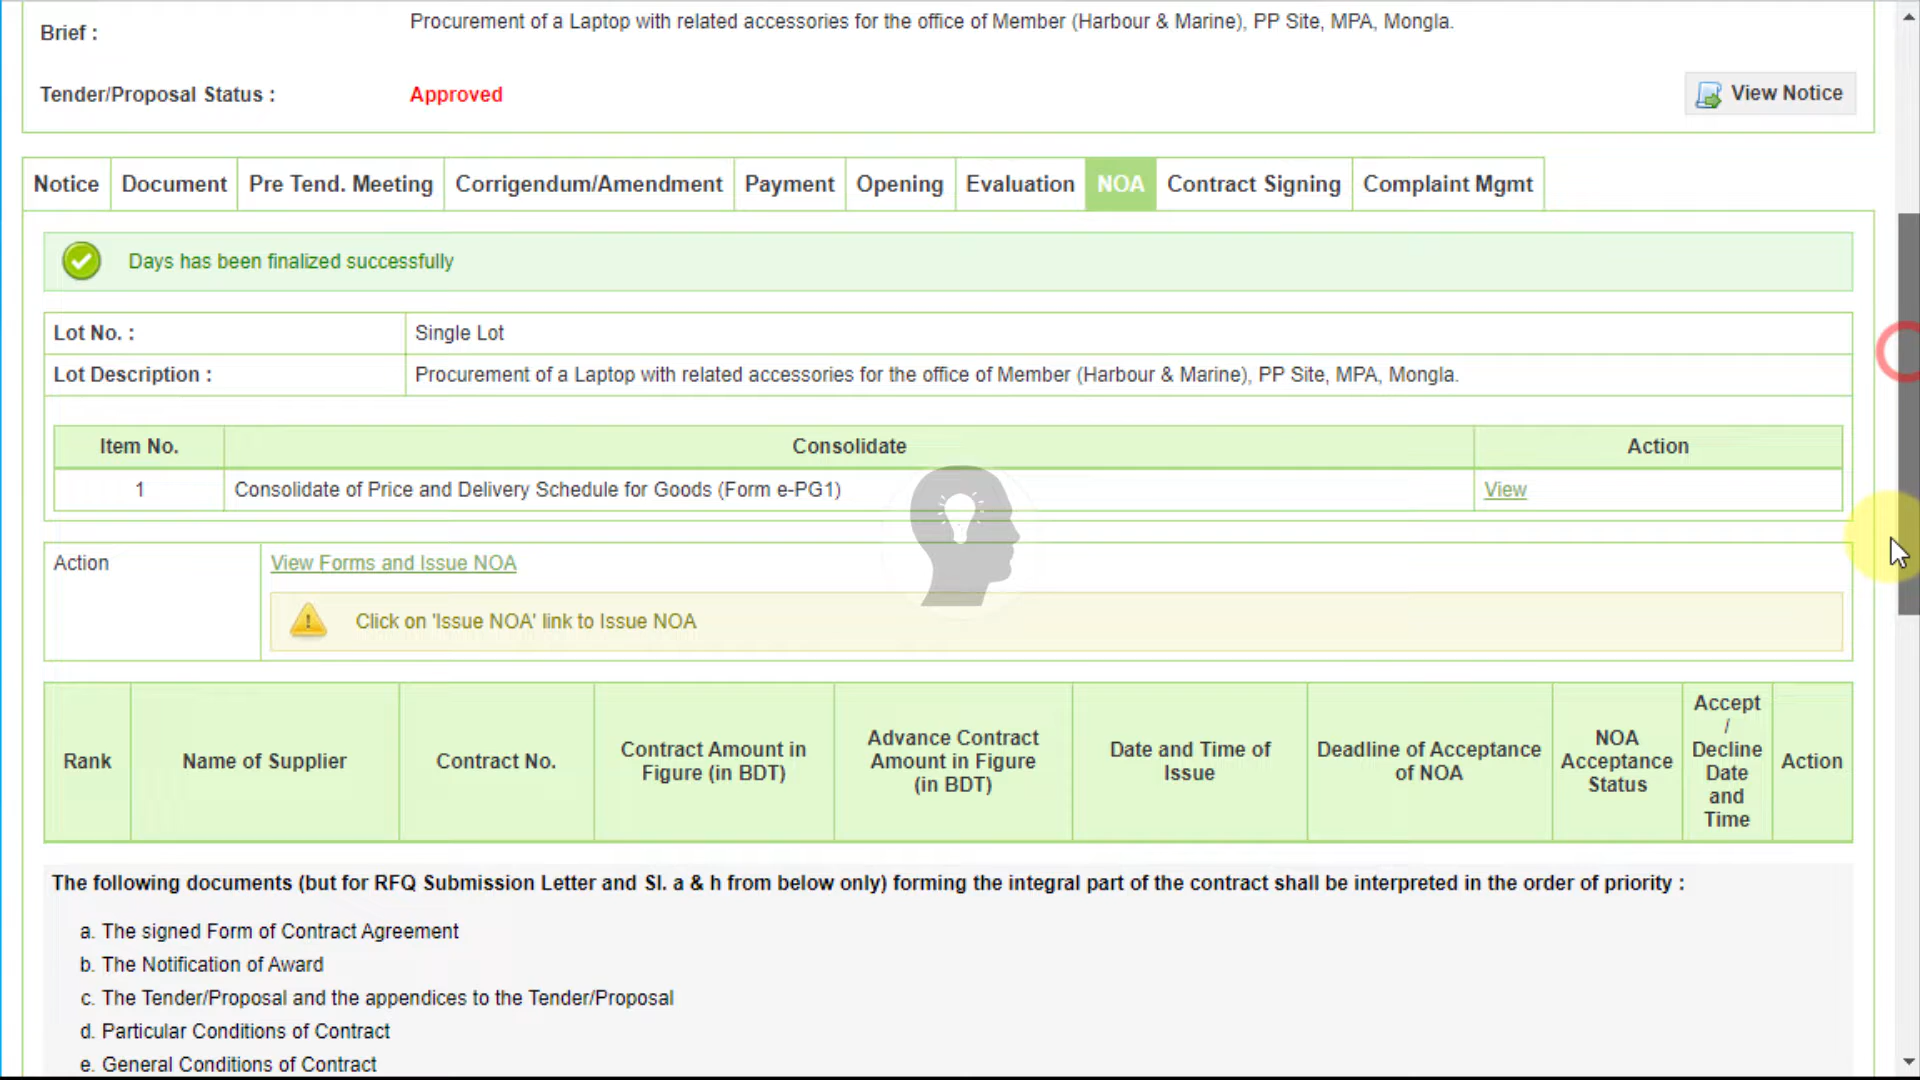 Brief :
Procurement of a Laptop with related accessories for the office of Member (Harbour & Marine), PP Site, MPA, Mongla.
Tender/Proposal Status :
Approved
View Notice
Notice
Document
Pre Tend. Meeting
Corrigendum/Amendment
Payment
Opening
Evaluation
NOA
Contract Signing
Complaint Mgmt
Days has been finalized successfully
Lot No. :
Single Lot
Lot Description :
Procurement of a Laptop with related accessories for the office of Member (Harbour & Marine), PP Site, MPA, Mongla.
Item No.
Consolidate
Action
1
Consolidate of Price and Delivery Schedule for Goods (Form e-PG1)
View
Action
View Forms and Issue NOA
Click on 'Issue NOA' link to Issue NOA
Rank
Name of Supplier
Contract No.
Contract Amount in
Figure (in BDT)
Advance Contract
Amount in Figure
(in BDT)
Date and Time of
Issue
Deadline of Acceptance
of NOA
NOA
Acceptance
Status
Accept
/
Decline
Date
and
Time
Action
The following documents (but for RFQ Submission Letter and Sl. a & h from below only) forming the integral part of the contract shall be interpreted in the order of priority :
a. The signed Form of Contract Agreement
b. The Notification of Award
c. The Tender/Proposal and the appendices to the Tender/Proposal
d. Particular Conditions of Contract
e. General Conditions of Contract